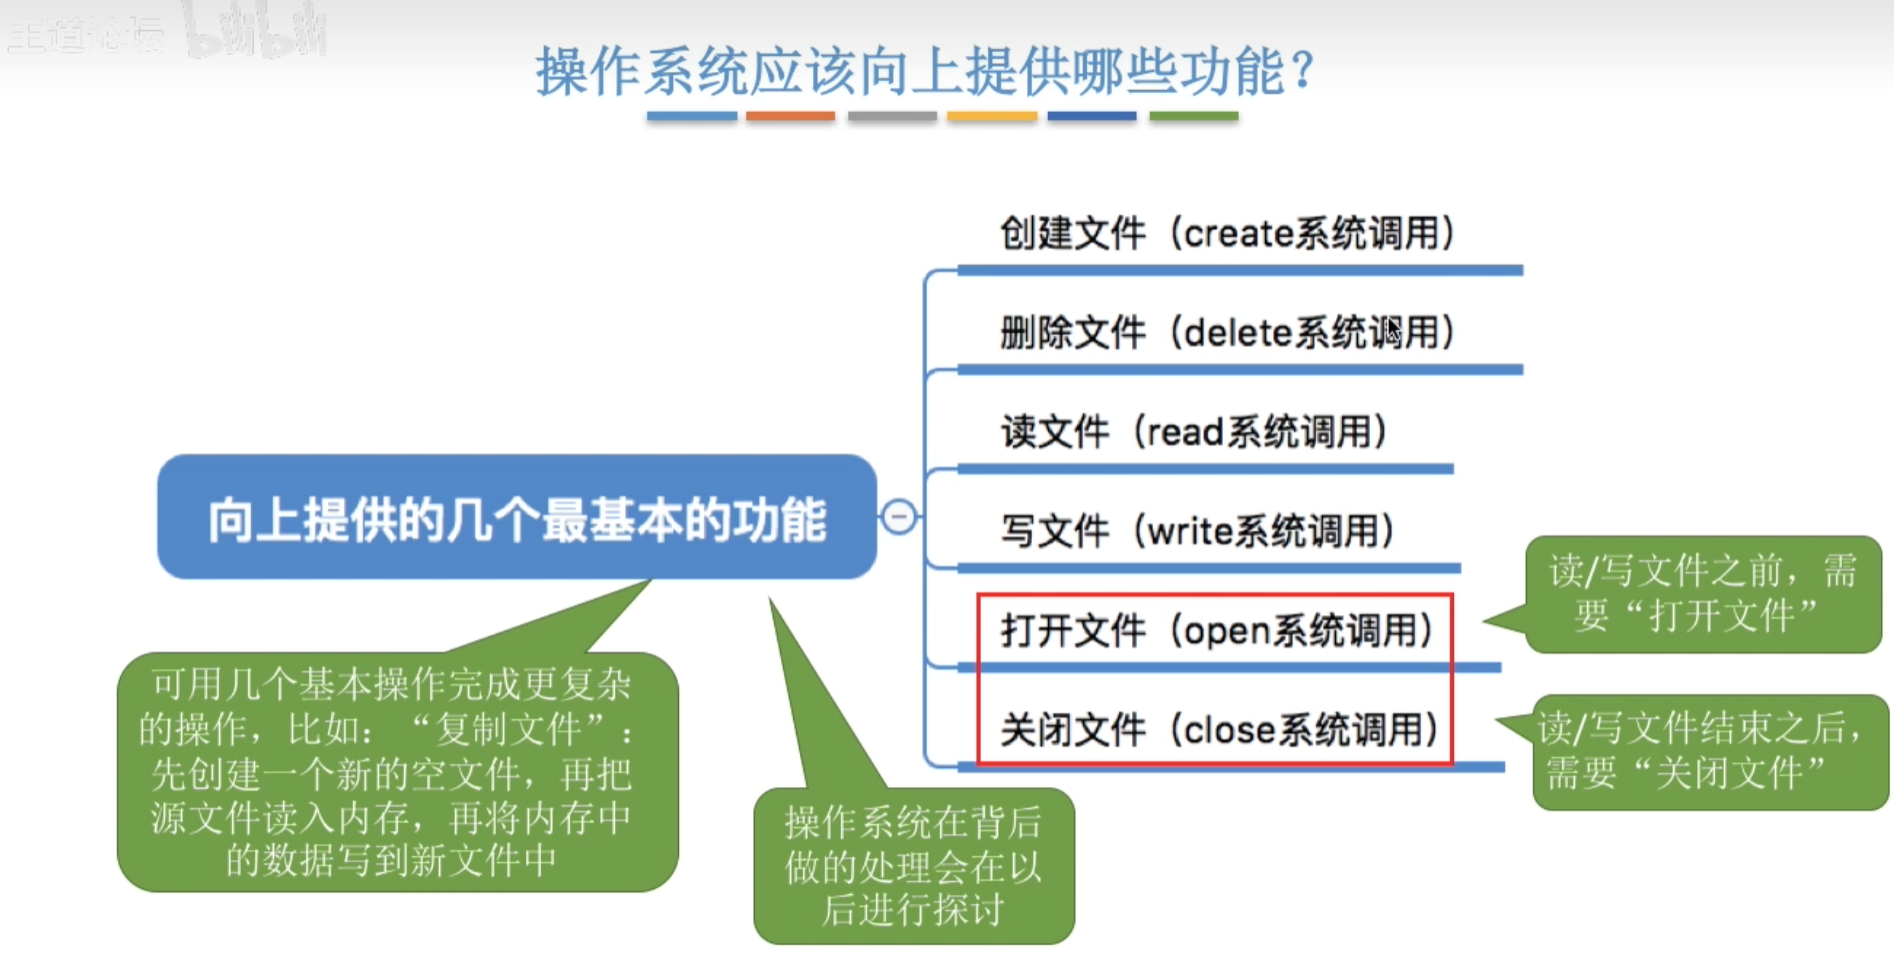 王道论坛 bilibili
操作系统应该向上提供哪些功能？
创建文件（create系统调用）
删除文件（delete系统调用）
读文件（read系统调用）
向上提供的几个最基本的功能
写文件（write系统调用）
打开文件（open系统调用）
读/写文件之前，需
要“打开文件”
关闭文件（close系统调用）
读/写文件结束之后，
需要“关闭文件”
可用几个基本操作完成更复杂
的操作，比如：“复制文件”：
先创建一个新的空文件，再把
源文件读入内存，再将内存中
的数据写到新文件中
操作系统在背后
做的处理会在以
后进行探讨